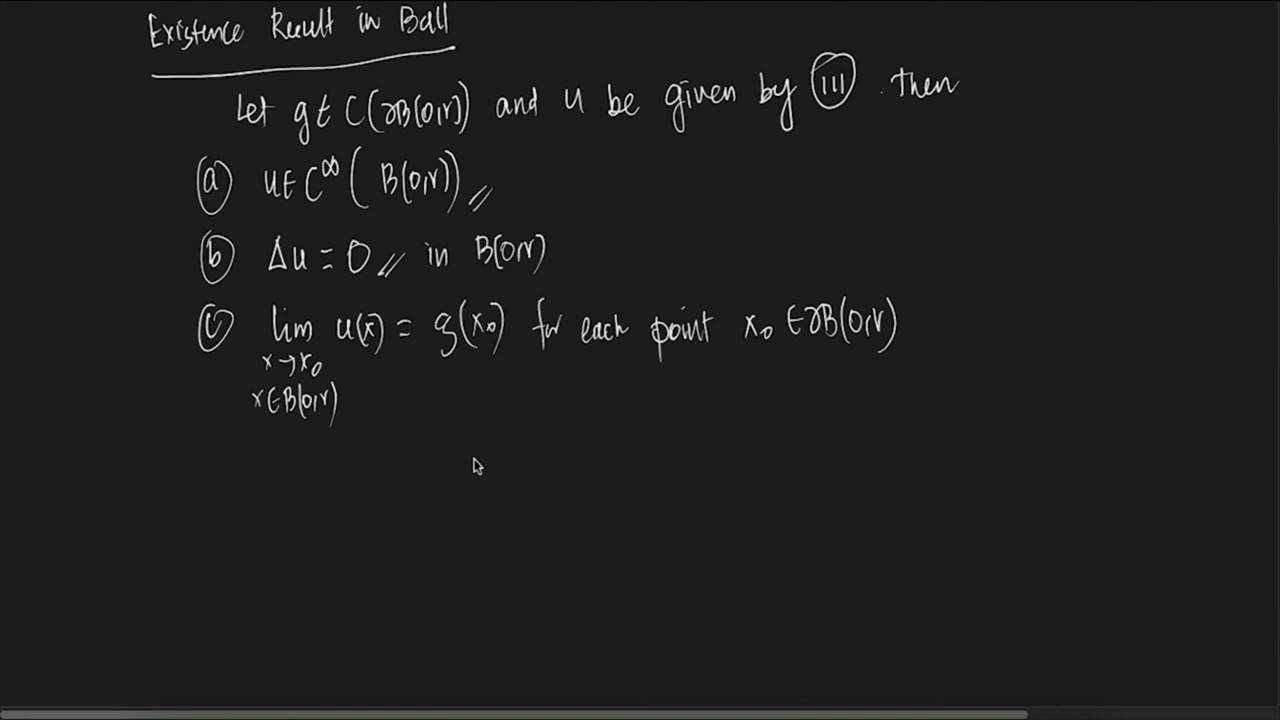 Existence Result in Ball
Let g ∈ C(∂B(0,r)) and u be given by (III). then
(a) u ∈ C^∞(B(0,r)) //
(b) Δu = 0 // in B(0,r)
(c) lim u(x) = g(x₀) for each point x₀ ∈ ∂B(0,r)
x→x₀
x∈B(0,r)